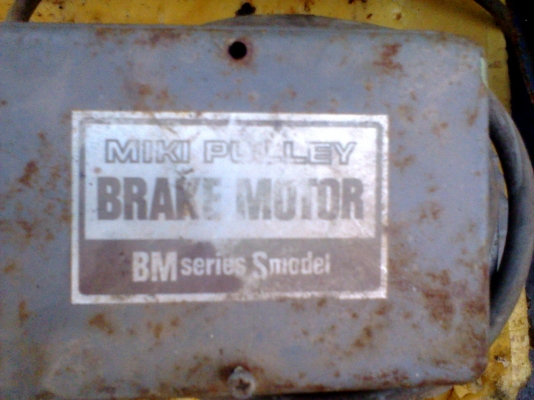 MIKI PULLEY
BRAKE MOTOR
BM series S model